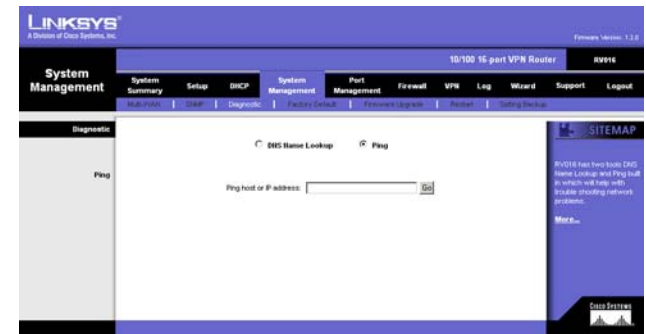 LINKSYS®
A Division of Cisco Systems, Inc.
Firmware Version: 1.3.6
10/100 16-port VPN Router
RV016
System Management
System Summary
Setup
DHCP
System Management
Port Management
Firewall
VPN
Log
Wizard
Support
Logout
Multi-WAN | SNMP | Diagnostic | Factory Default | Firmware Upgrade | Restart | Setting Backup
Diagnostic
DNS Name Lookup
Ping
Ping
Ping host or IP address:
Go
SITEMAP
RV016 has two tools DNS
Name Lookup and Ping built
in which will help with
trouble shooting network
problems.
More...
CISCO SYSTEMS